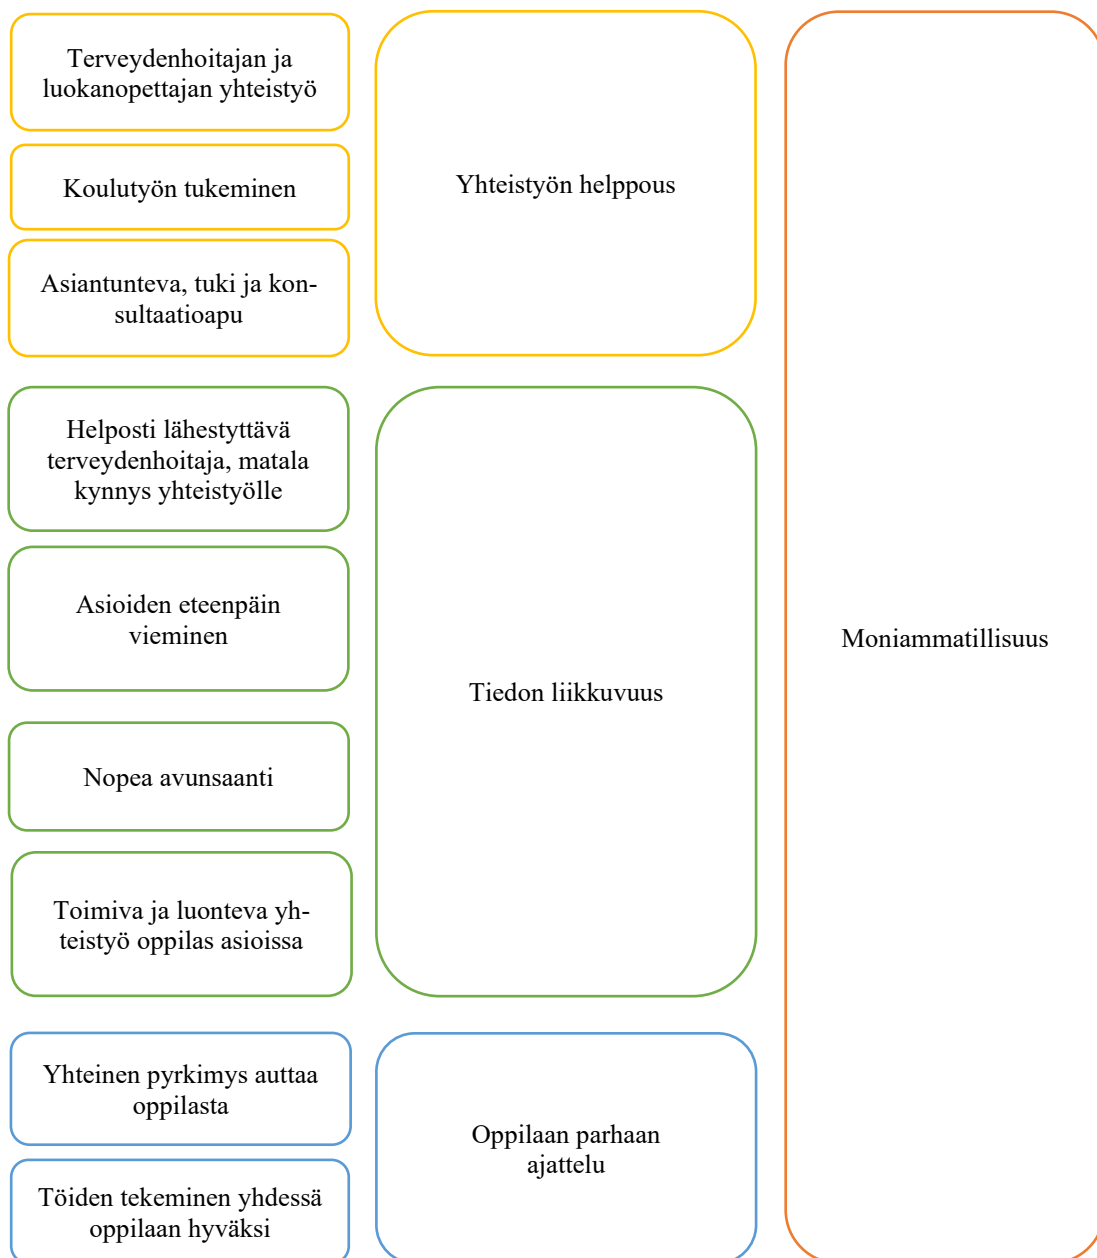 Terveydenhoitajan ja
luokanopettajan yhteistyö
Koulutyön tukeminen
Asiantunteva, tuki ja kon-
sultaatioapu
Yhteistyön helppous
Helposti lähestyttävä
terveydenhoitaja, matala
kynnys yhteistyölle
Asioiden eteenpäin
vieminen
Nopea avunsaanti
Toimiva ja luonteva yh-
teistyö oppilas asioissa
Tiedon liikkuvuus
Yhteinen pyrkimys auttaa
oppilasta
Töiden tekeminen yhdessä
oppilaan hyväksi
Oppilaan parhaan
ajattelu
Moniammatillisuus